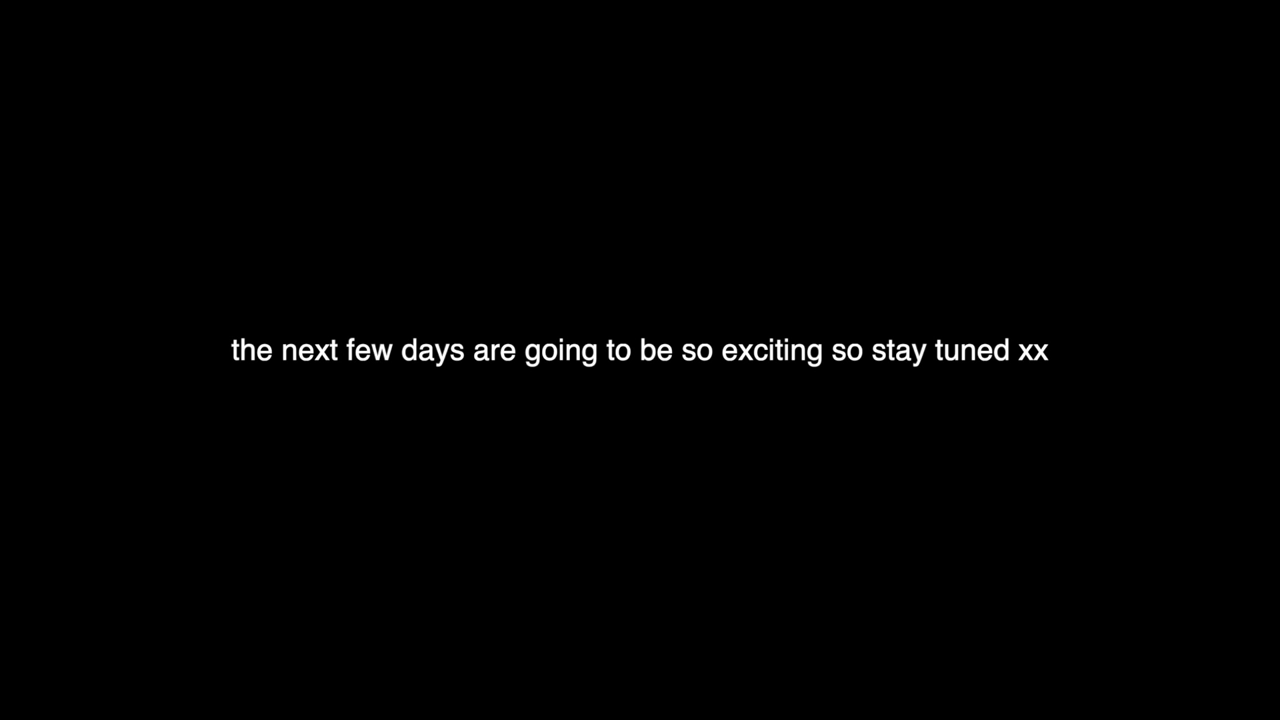 the next few days are going to be so exciting so stay tuned xx